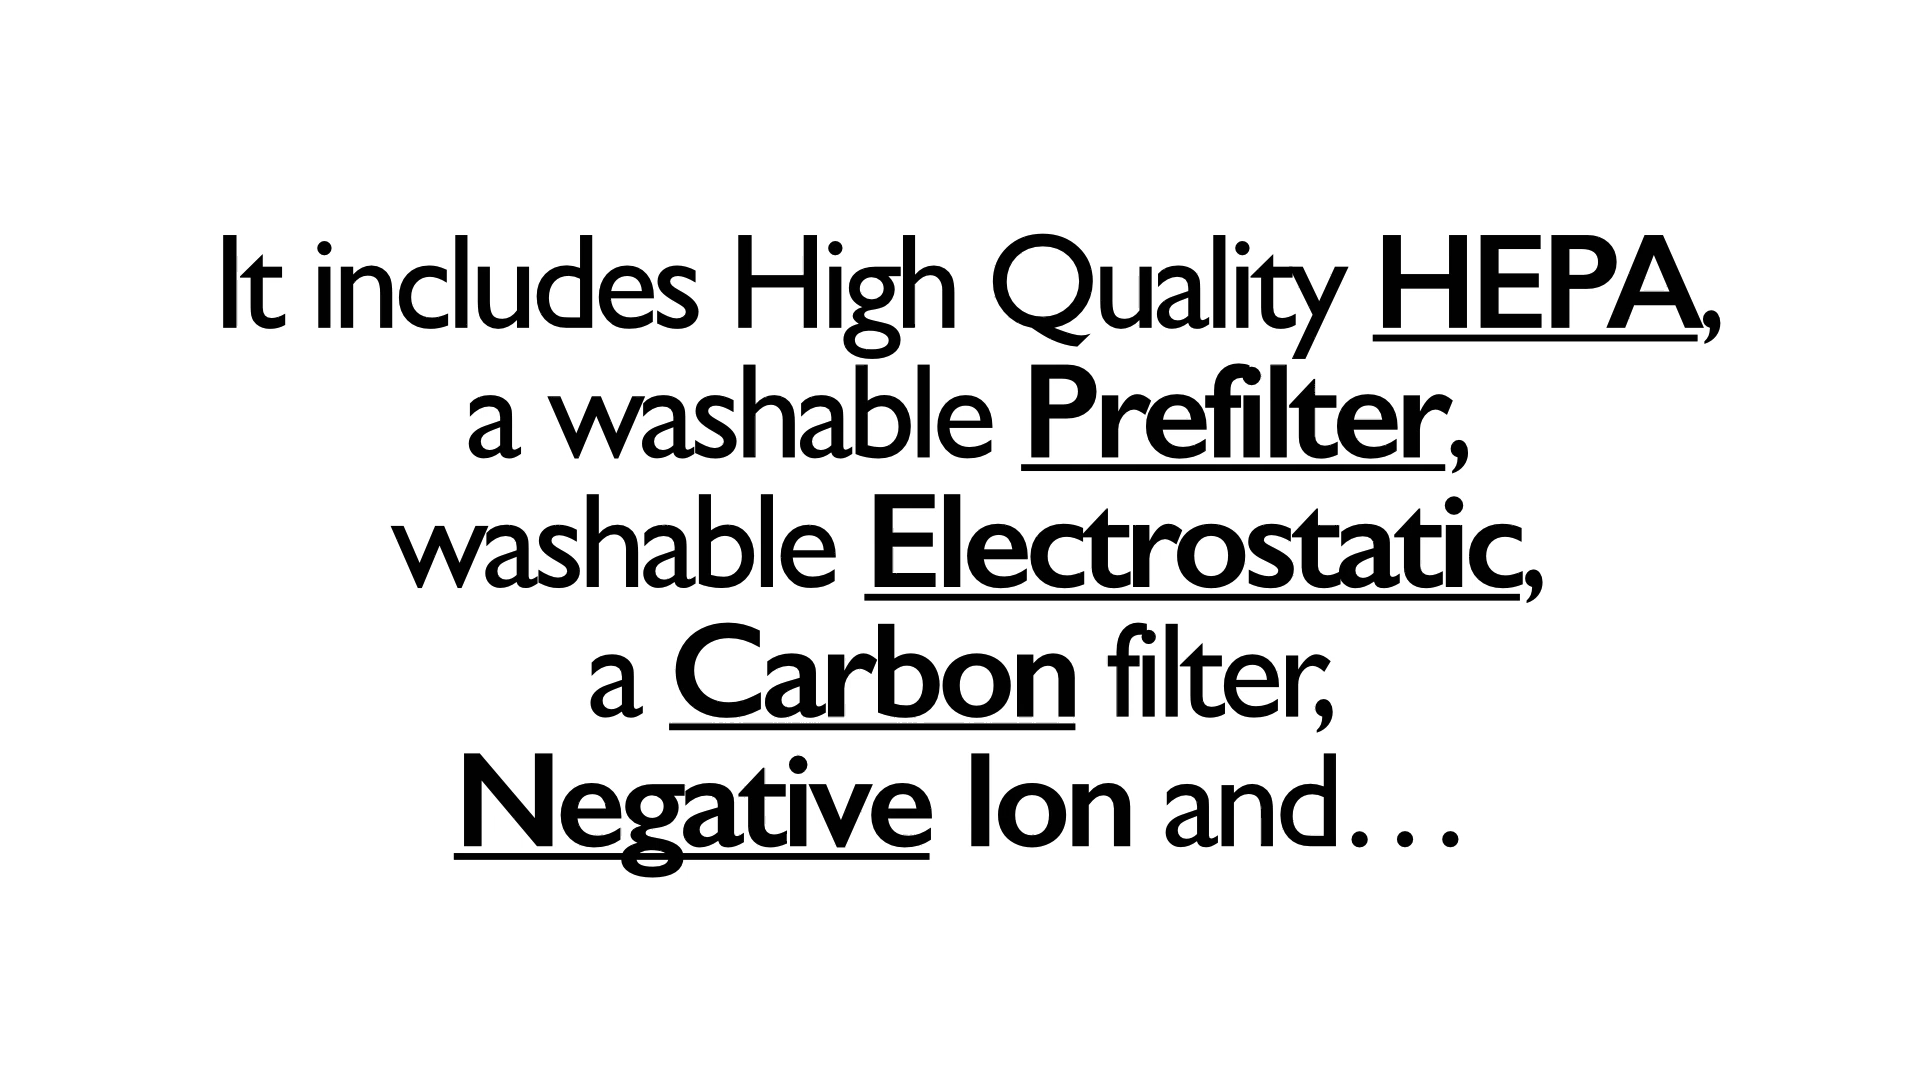 It includes High Quality HEPA,
a washable Prefilter,
washable Electrostatic,
a Carbon filter,
Negative Ion and…